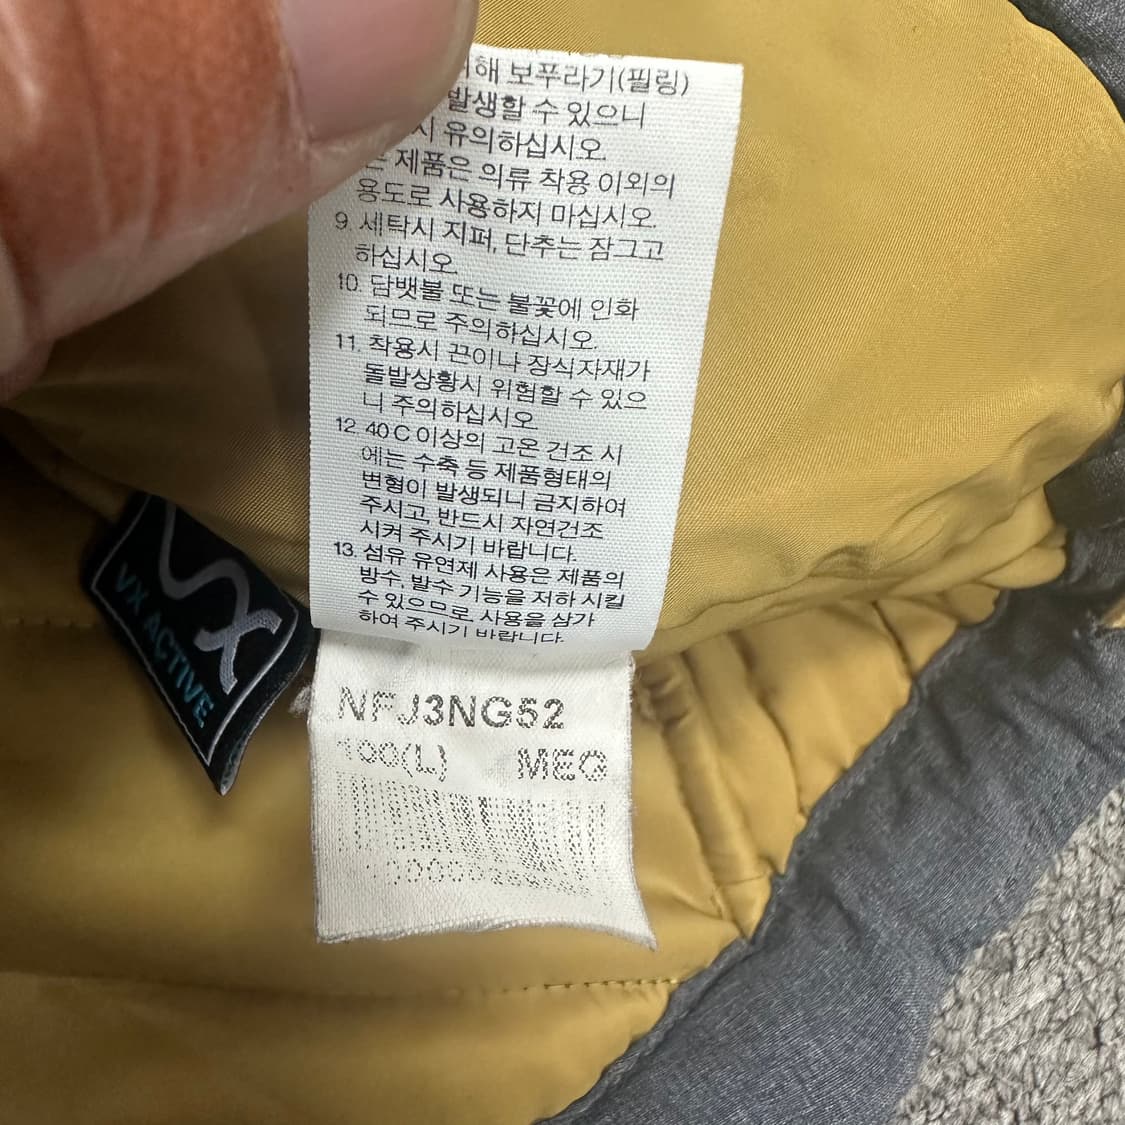 해 보푸라기(필링)
발생할 수 있으니
시 유의하십시오.
제품은 의류 착용 이외의
용도로 사용하지 마십시오.
9. 세탁시 지퍼, 단추는 잠그고
하십시오.
10. 담뱃불 또는 불꽃에 인화
되므로 주의하십시오.
11. 착용시 끈이나 장식자재가
돌발상황시 위험할 수 있으
니 주의하십시오.
12. 40 C 이상의 고온 건조 시
에는 수축 등 제품형태의
변형이 발생되니 금지하여
주시고, 반드시 자연건조
시켜 주시기 바랍니다.
13. 섬유 유연제 사용은 제품의
방수, 발수 기능을 저하 시킬
수 있으므로, 사용을 삼가
하여 주시기 바랍니다.
VX
VX ACTIVE
NFJ3NG52
100(L) MEG